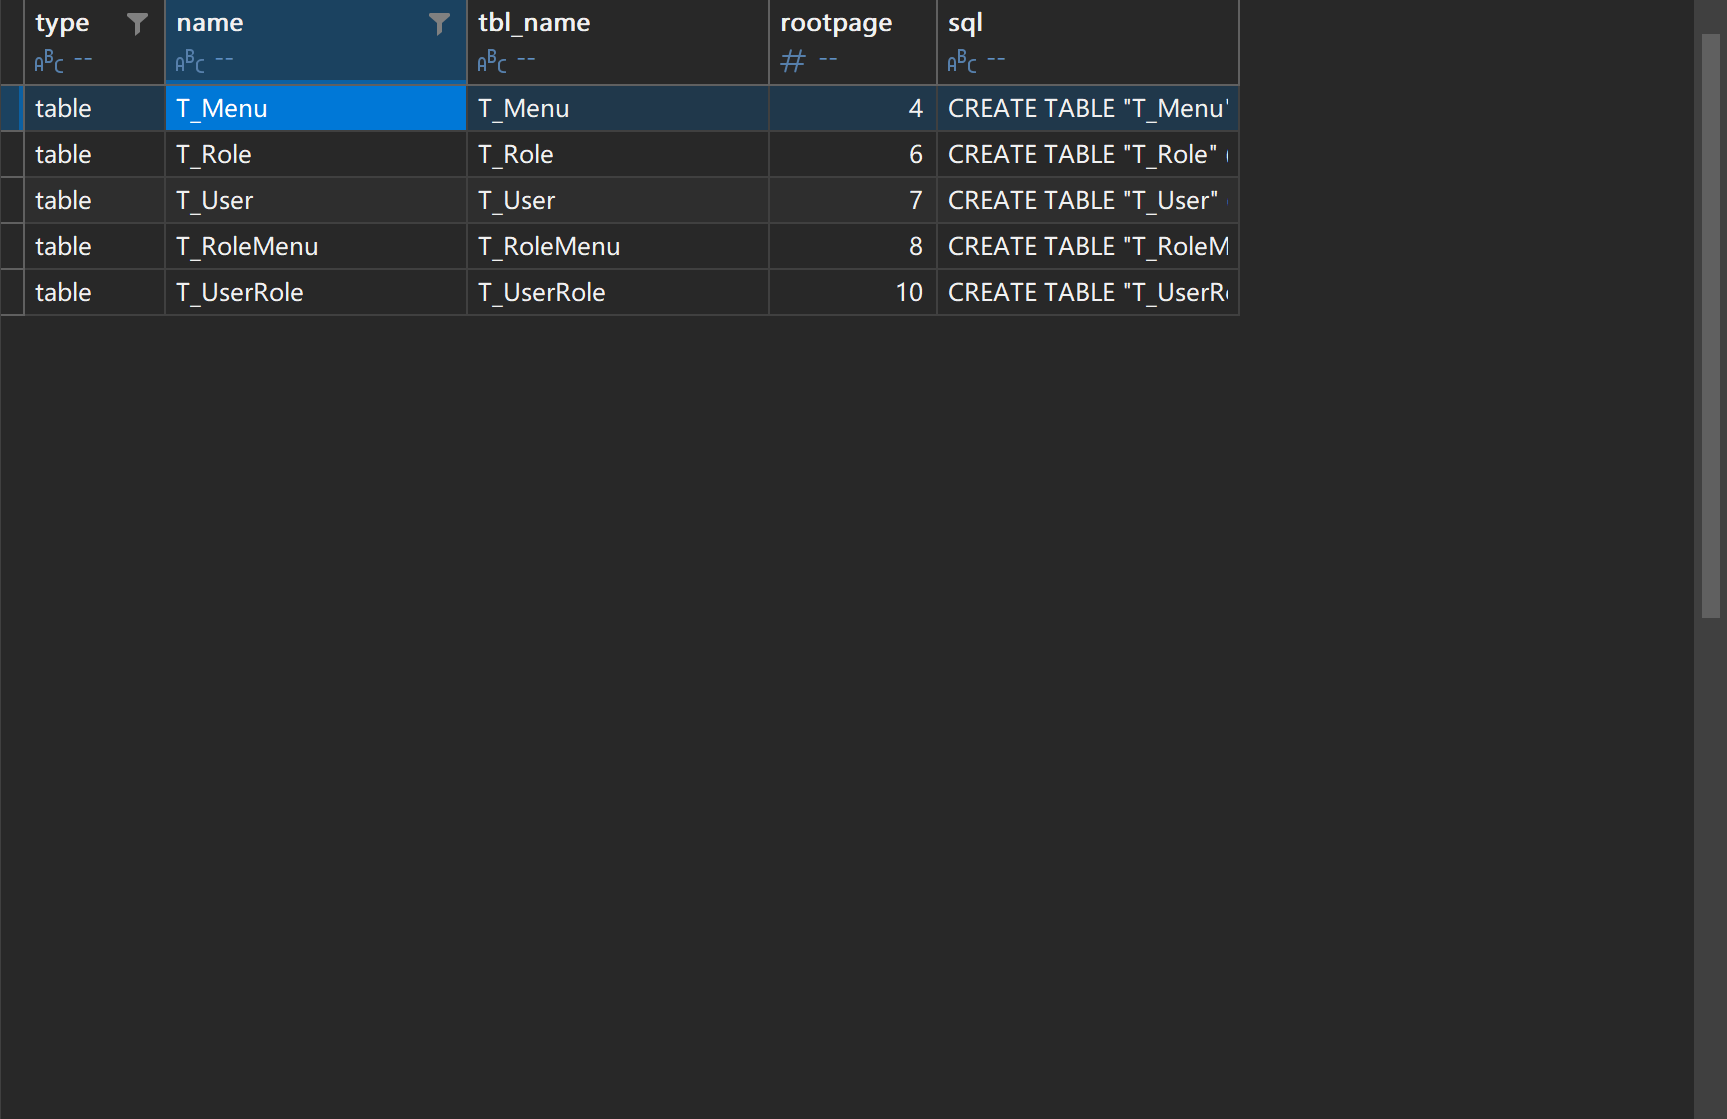 type name tbl_name rootpage sql
ABC -- ABC -- ABC -- # -- ABC --
table T_Menu T_Menu 4 CREATE TABLE "T_Menu"
table T_Role T_Role 6 CREATE TABLE "T_Role" (
table T_User T_User 7 CREATE TABLE "T_User"
table T_RoleMenu T_RoleMenu 8 CREATE TABLE "T_RoleM
table T_UserRole T_UserRole 10 CREATE TABLE "T_UserR